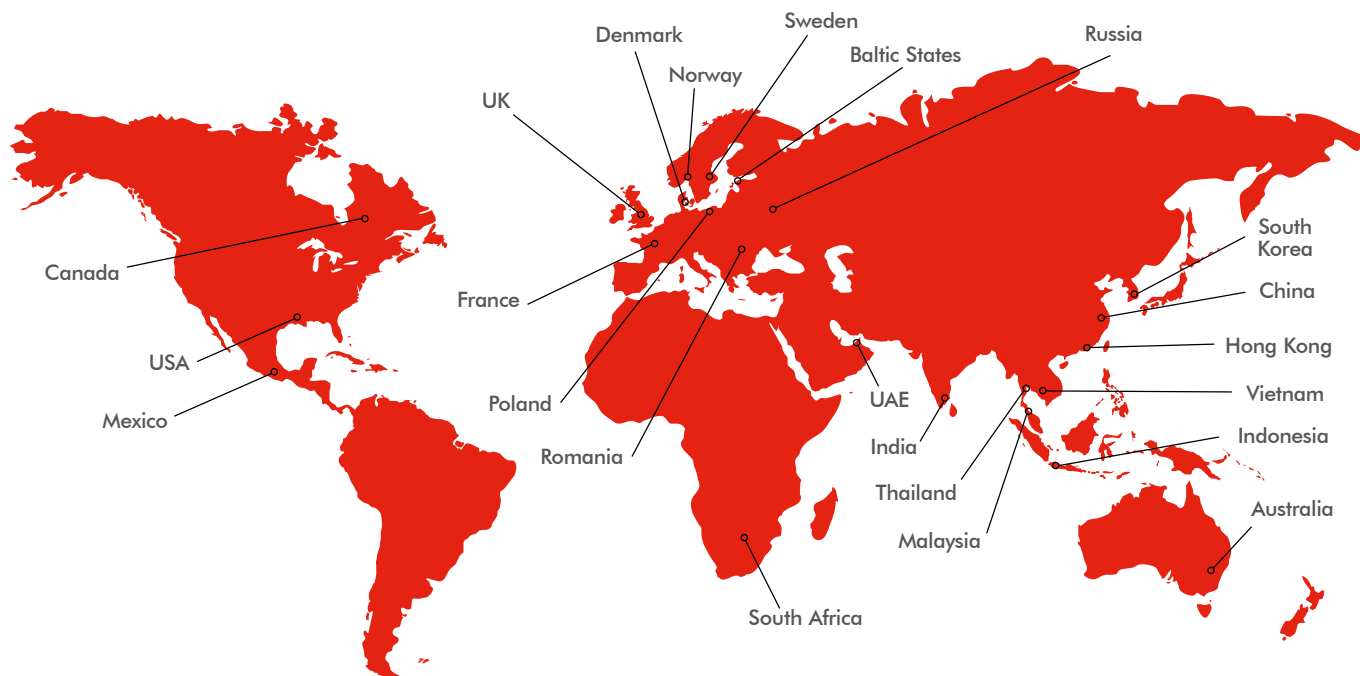 Sweden
Denmark
Russia
Baltic States
Norway
UK
South
Korea
Canada
China
France
Hong Kong
USA
Vietnam
UAE
Poland
Mexico
Indonesia
India
Romania
Thailand
Australia
Malaysia
South Africa